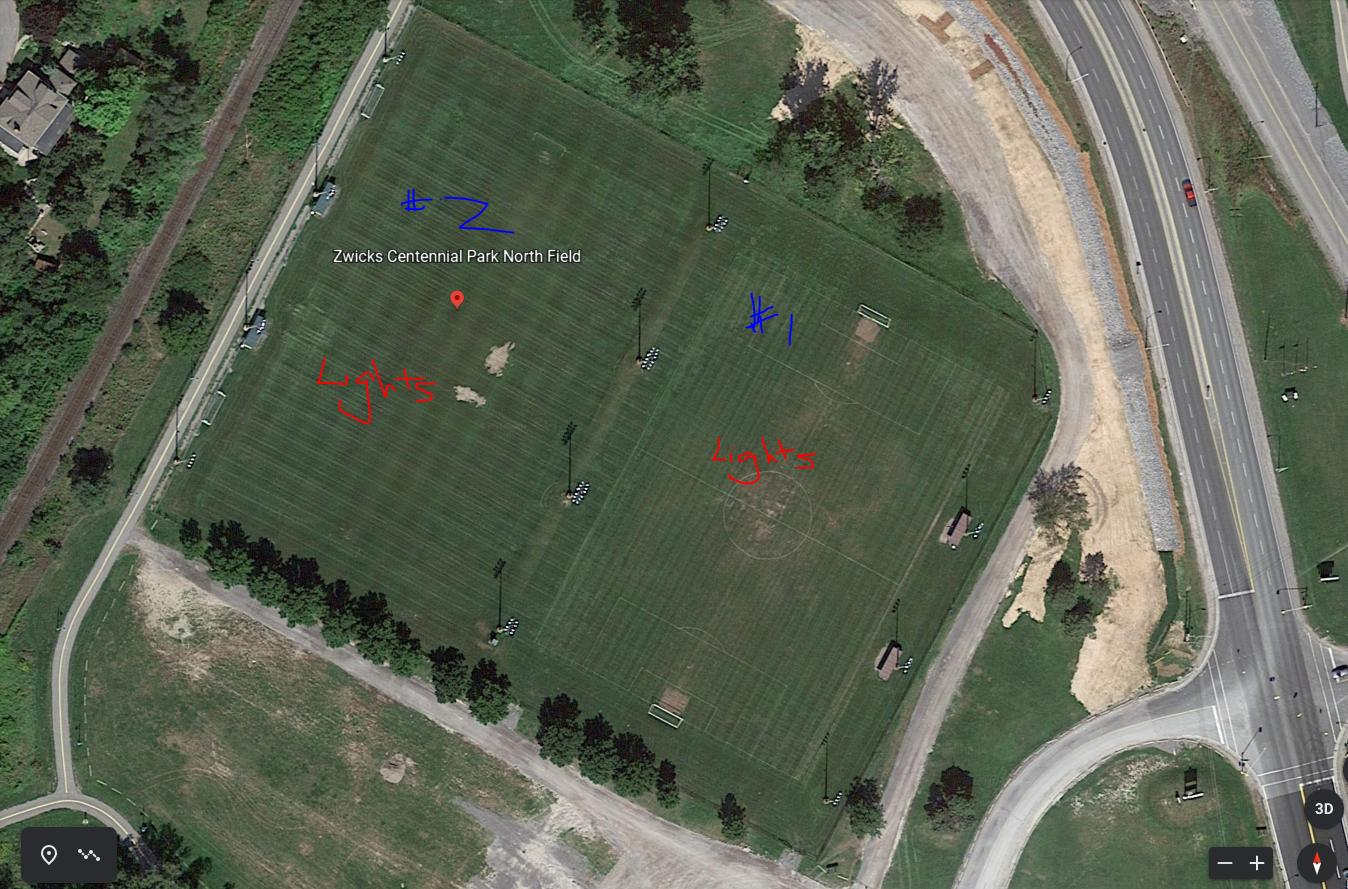 # 2
Zwicks Centennial Park North Field
# 1
Lights
Lights
3D